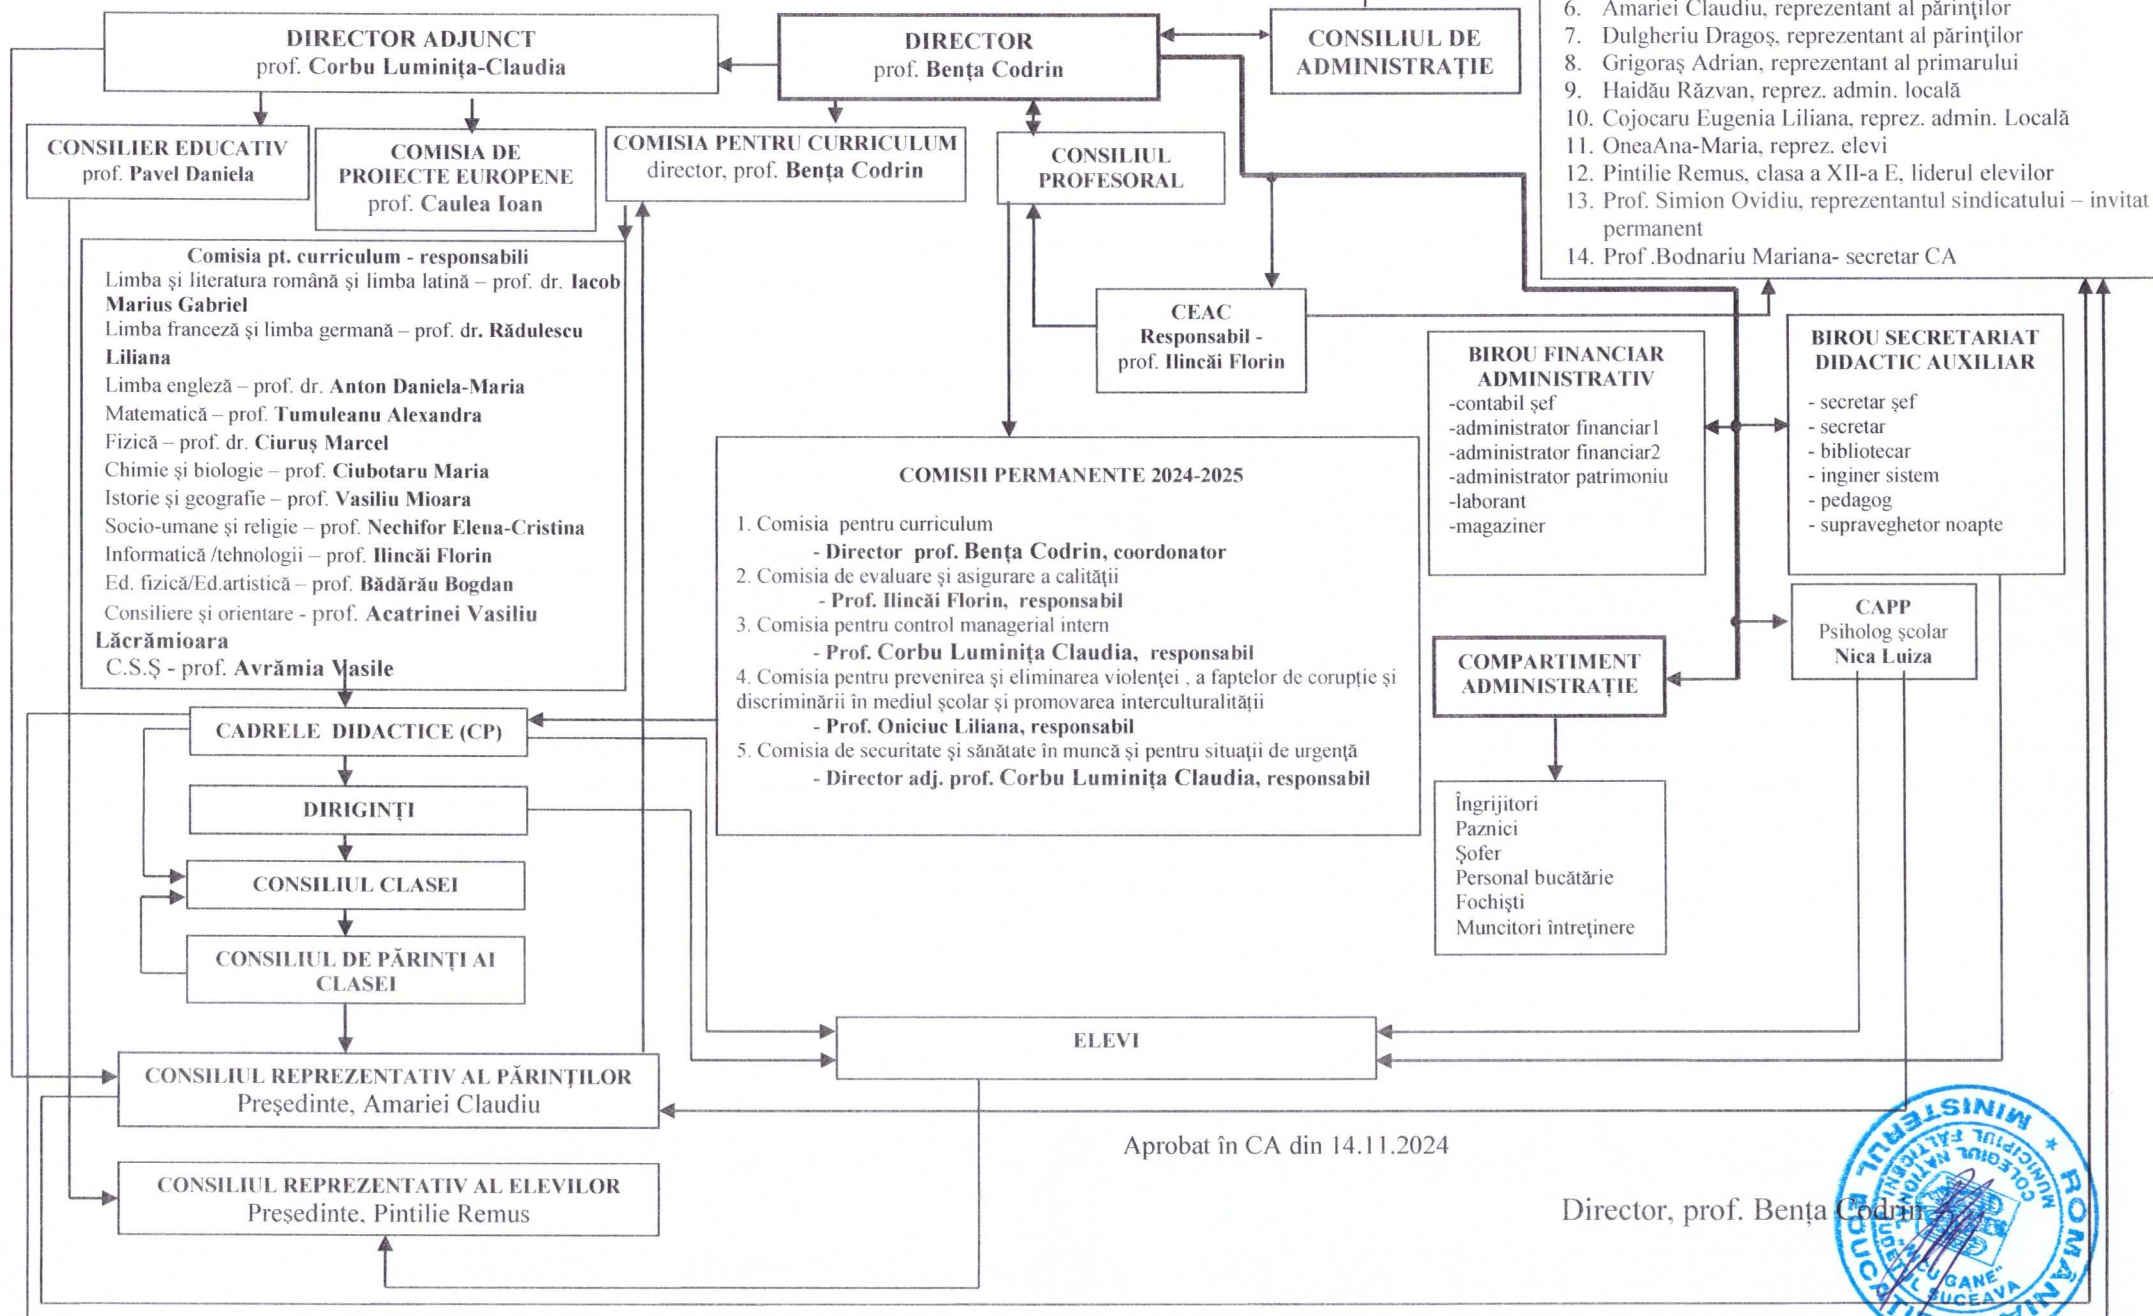 DIRECTOR ADJUNCT
prof. Corbu Luminița-Claudia
DIRECTOR
prof. Bența Codrin
CONSILIUL DE
ADMINISTRAȚIE
6. Amariei Claudiu, reprezentant al părinților
7. Dulgheriu Dragoș, reprezentant al părinților
8. Grigoraș Adrian, reprezentant al primarului
9. Haidău Răzvan, reprez. admin. locală
10. Cojocaru Eugenia Liliana, reprez. admin. Locală
11. OneaAna-Maria, reprez. elevi
12. Pintilie Remus, clasa a XII-a E, liderul elevilor
13. Prof. Simion Ovidiu, reprezentantul sindicatului – invitat
permanent
14. Prof .Bodnariu Mariana- secretar CA
CONSILIER EDUCATIV
prof. Pavel Daniela
COMISIA DE
PROIECTE EUROPENE
prof. Caulea Ioan
COMISIA PENTRU CURRICULUM
director, prof. Bența Codrin
CONSILIUL
PROFESORAL
Comisia pt. curriculum - responsabili
Limba și literatura română și limba latină – prof. dr. Iacob
Marius Gabriel
Limba franceză și limba germană – prof. dr. Rădulescu
Liliana
Limba engleză – prof. dr. Anton Daniela-Maria
Matematică – prof. Tumuleanu Alexandra
Fizică – prof. dr. Ciuruș Marcel
Chimie și biologie – prof. Ciubotaru Maria
Istorie și geografie – prof. Vasiliu Mioara
Socio-umane și religie – prof. Nechifor Elena-Cristina
Informatică /tehnologii – prof. Ilincăi Florin
Ed. fizică/Ed.artistică – prof. Bădărău Bogdan
Consiliere și orientare - prof. Acatrinei Vasiliu
Lăcrămioara
C.S.Ș - prof. Avrămia Vasile
CEAC
Responsabil -
prof. Ilincăi Florin
BIROU FINANCIAR
ADMINISTRATIV
-contabil șef
-administrator financiar1
-administrator financiar2
-administrator patrimoniu
-laborant
-magaziner
BIROU SECRETARIAT
DIDACTIC AUXILIAR
- secretar șef
- secretar
- bibliotecar
- inginer sistem
- pedagog
- supraveghetor noapte
COMISII PERMANENTE 2024-2025
1. Comisia pentru curriculum
- Director prof. Bența Codrin, coordonator
2. Comisia de evaluare și asigurare a calității
- Prof. Ilincăi Florin, responsabil
3. Comisia pentru control managerial intern
- Prof. Corbu Luminița Claudia, responsabil
4. Comisia pentru prevenirea și eliminarea violenței , a faptelor de corupție și
discriminării în mediul școlar și promovarea interculturalității
- Prof. Oniciuc Liliana, responsabil
5. Comisia de securitate și sănătate în muncă și pentru situații de urgență
- Director adj. prof. Corbu Luminița Claudia, responsabil
CAPP
Psiholog școlar
Nica Luiza
COMPARTIMENT
ADMINISTRAȚIE
Îngrijitori
Paznici
Șofer
Personal bucătărie
Fochiști
Muncitori întreținere
CADRELE DIDACTICE (CP)
DIRIGINȚI
CONSILIUL CLASEI
CONSILIUL DE PĂRINȚI AI
CLASEI
ELEVI
CONSILIUL REPREZENTATIV AL PĂRINȚILOR
Președinte, Amariei Claudiu
CONSILIUL REPREZENTATIV AL ELEVILOR
Președinte, Pintilie Remus
Aprobat în CA din 14.11.2024
Director, prof. Bența Codrin
ROMÂNIA * MINISTERUL EDUCAȚIEI
MUNICIPIUL FĂLTICENI JUDEȚUL SUCEAVA
COLEGIUL NAȚIONAL "NICU GANE"